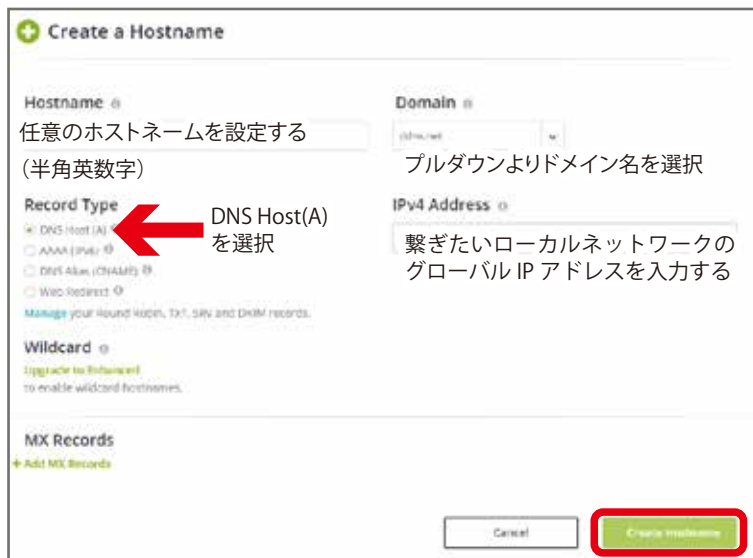 Create a Hostname
Hostname
任意のホストネームを設定する
(半角英数字)
Domain
ddns.net
プルダウンよりドメイン名を選択
Record Type
DNS Host (A)
AAAA (IPv6)
DNS Alias (CNAME)
Web Redirect
DNS Host(A)
を選択
Manage your Round Robin, TXT, SRV and DKIM records.
IPv4 Address
繋ぎたいローカルネットワークの
グローバル IP アドレスを入力する
Wildcard
Upgrade to Enhanced
to enable wildcard hostnames.
MX Records
+ Add MX Records
Cancel
Create Hostname